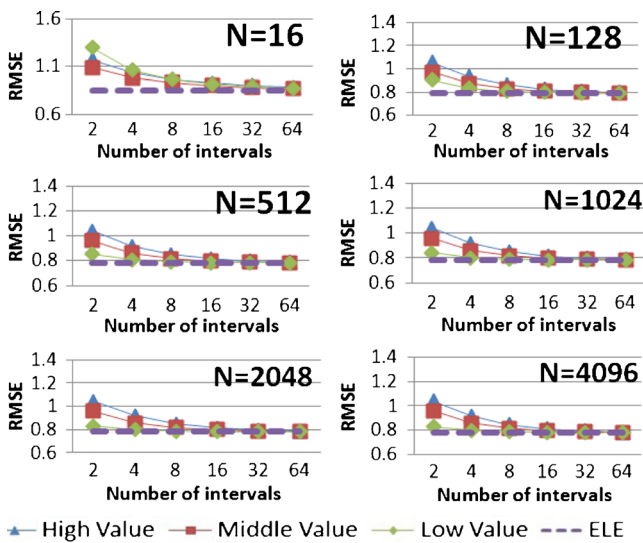 N=16
RMSE
1.6
1.1
0.6
2 4 8 16 32 64
Number of intervals
N=128
RMSE
1.4
1.2
1
0.8
0.6
2 4 8 16 32 64
Number of intervals
N=512
RMSE
1.4
1.2
1
0.8
0.6
2 4 8 16 32 64
Number of intervals
N=1024
RMSE
1.4
1.2
1
0.8
0.6
2 4 8 16 32 64
Number of intervals
N=2048
RMSE
1.4
1.2
1
0.8
0.6
2 4 8 16 32 64
Number of intervals
N=4096
RMSE
1.4
1.2
1
0.8
0.6
2 4 8 16 32 64
Number of intervals
High Value Middle Value Low Value ELE